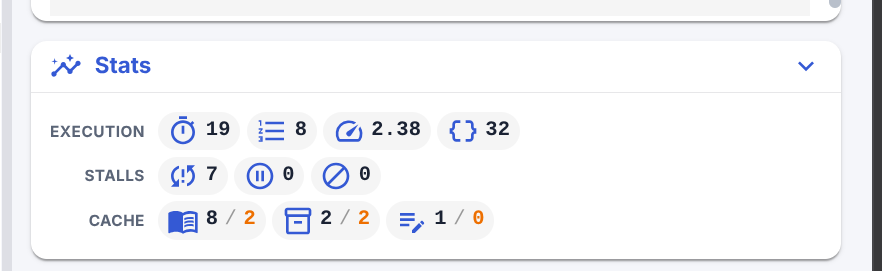 Stats
EXECUTION 19 8 2.38 32
STALLS 7 0 0
CACHE 8 / 2 2 / 2 1 / 0